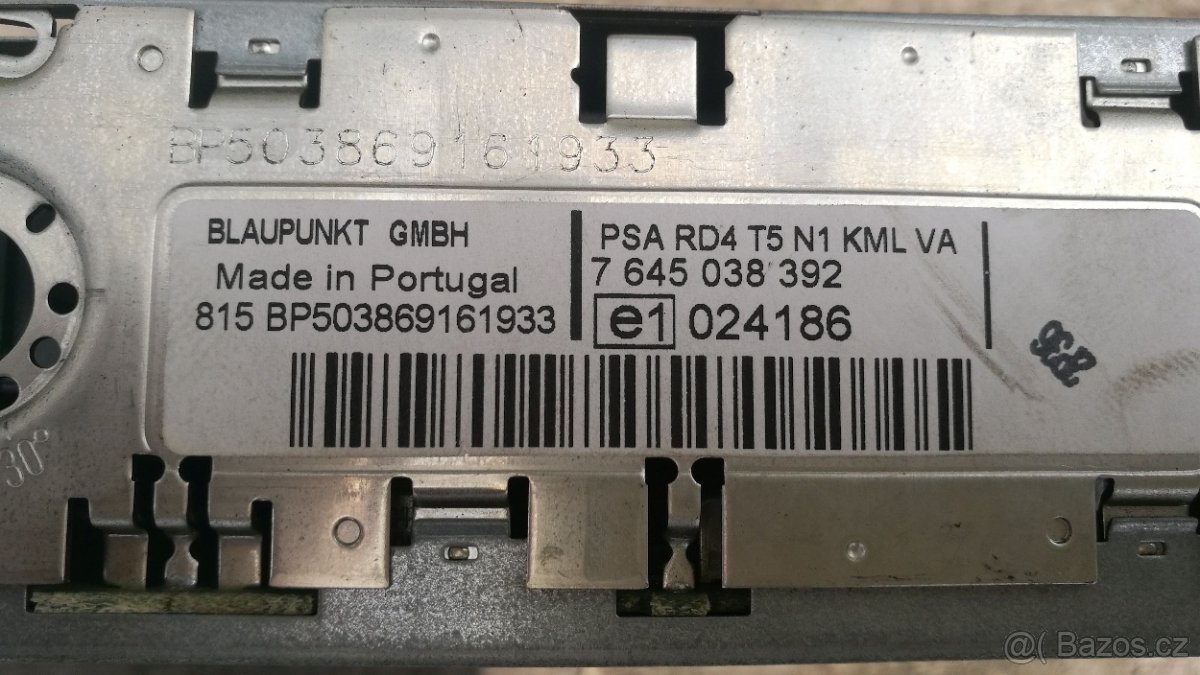 BP503869161933
BLAUPUNKT GMBH
Made in Portugal
815 BP503869161933
PSA RD4 T5 N1 KML VA
7 645 038 392
e1 024186
30°
@( Bazos.cz